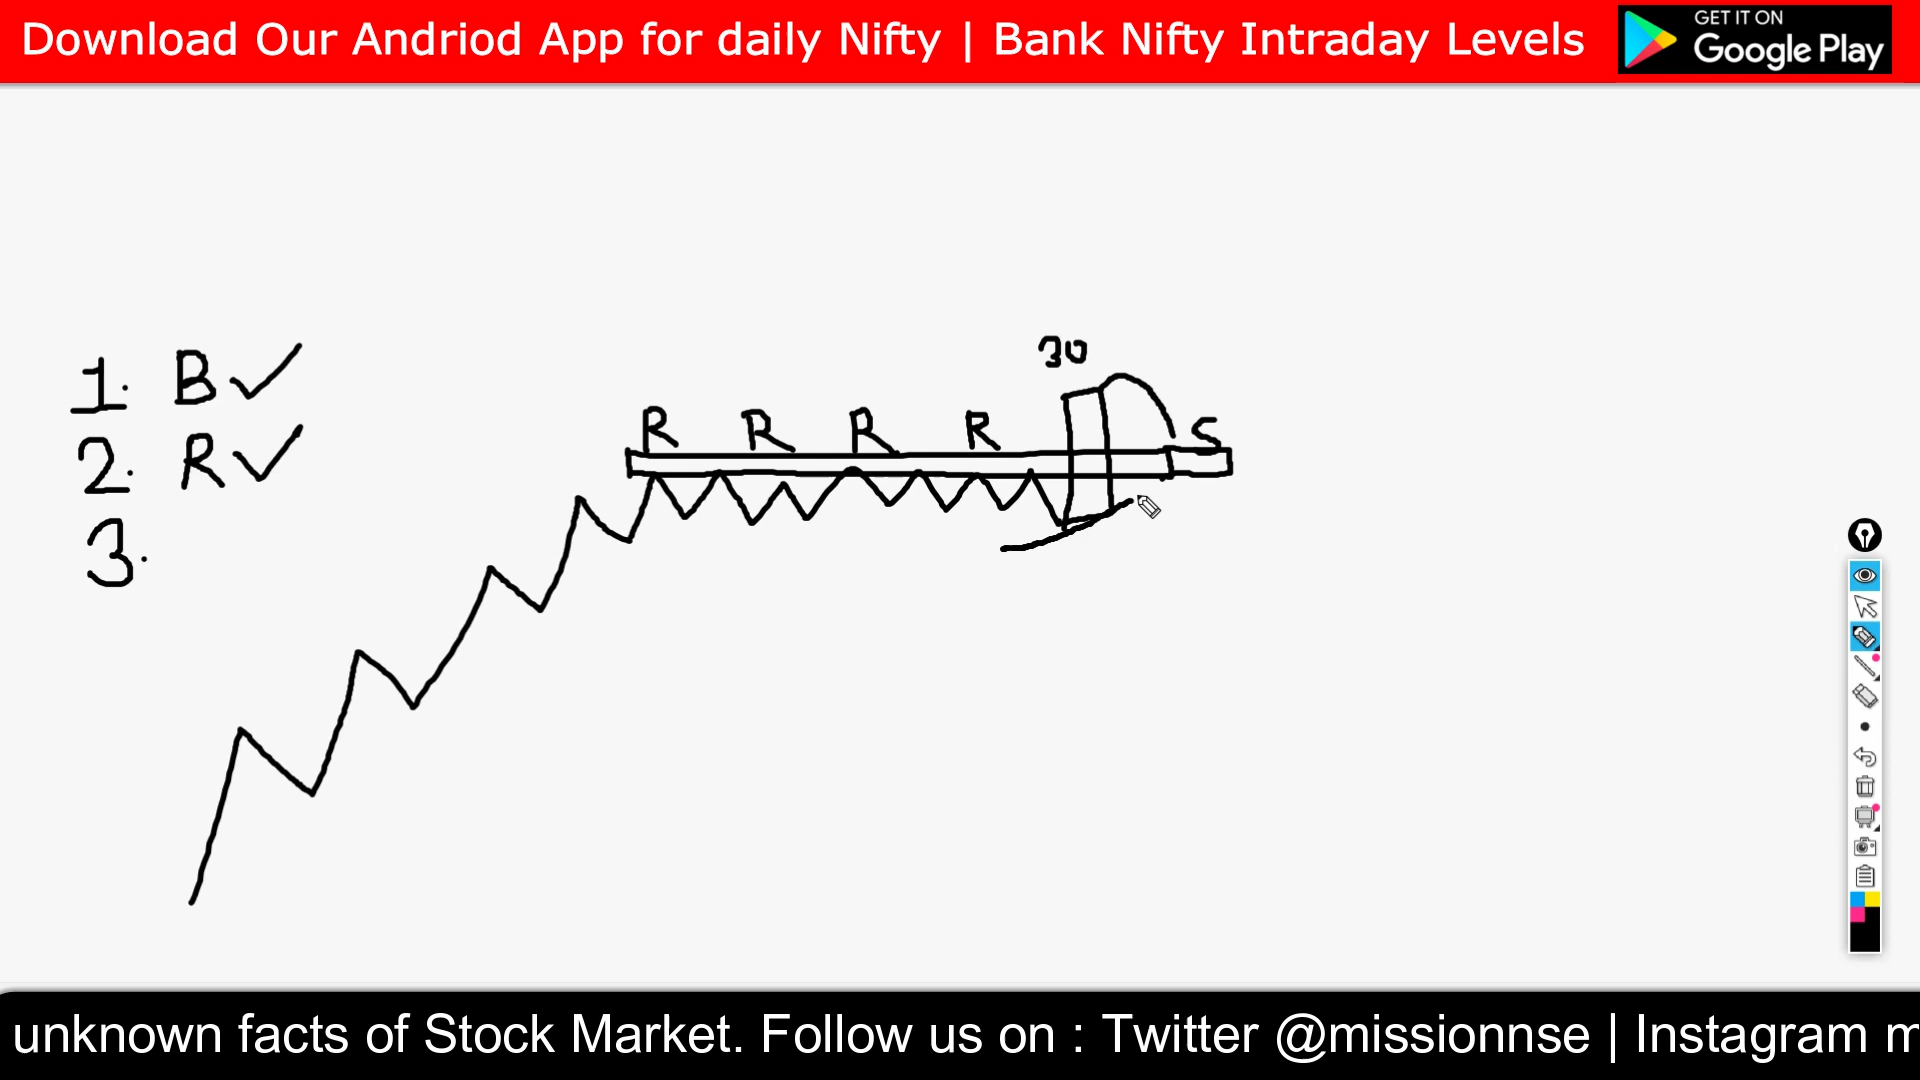 Download Our Andriod App for daily Nifty | Bank Nifty Intraday Levels
GET IT ON
Google Play
30
1. B✓
R R R R S
2. R✓
3.
unknown facts of Stock Market. Follow us on : Twitter @missionnse | Instagram m